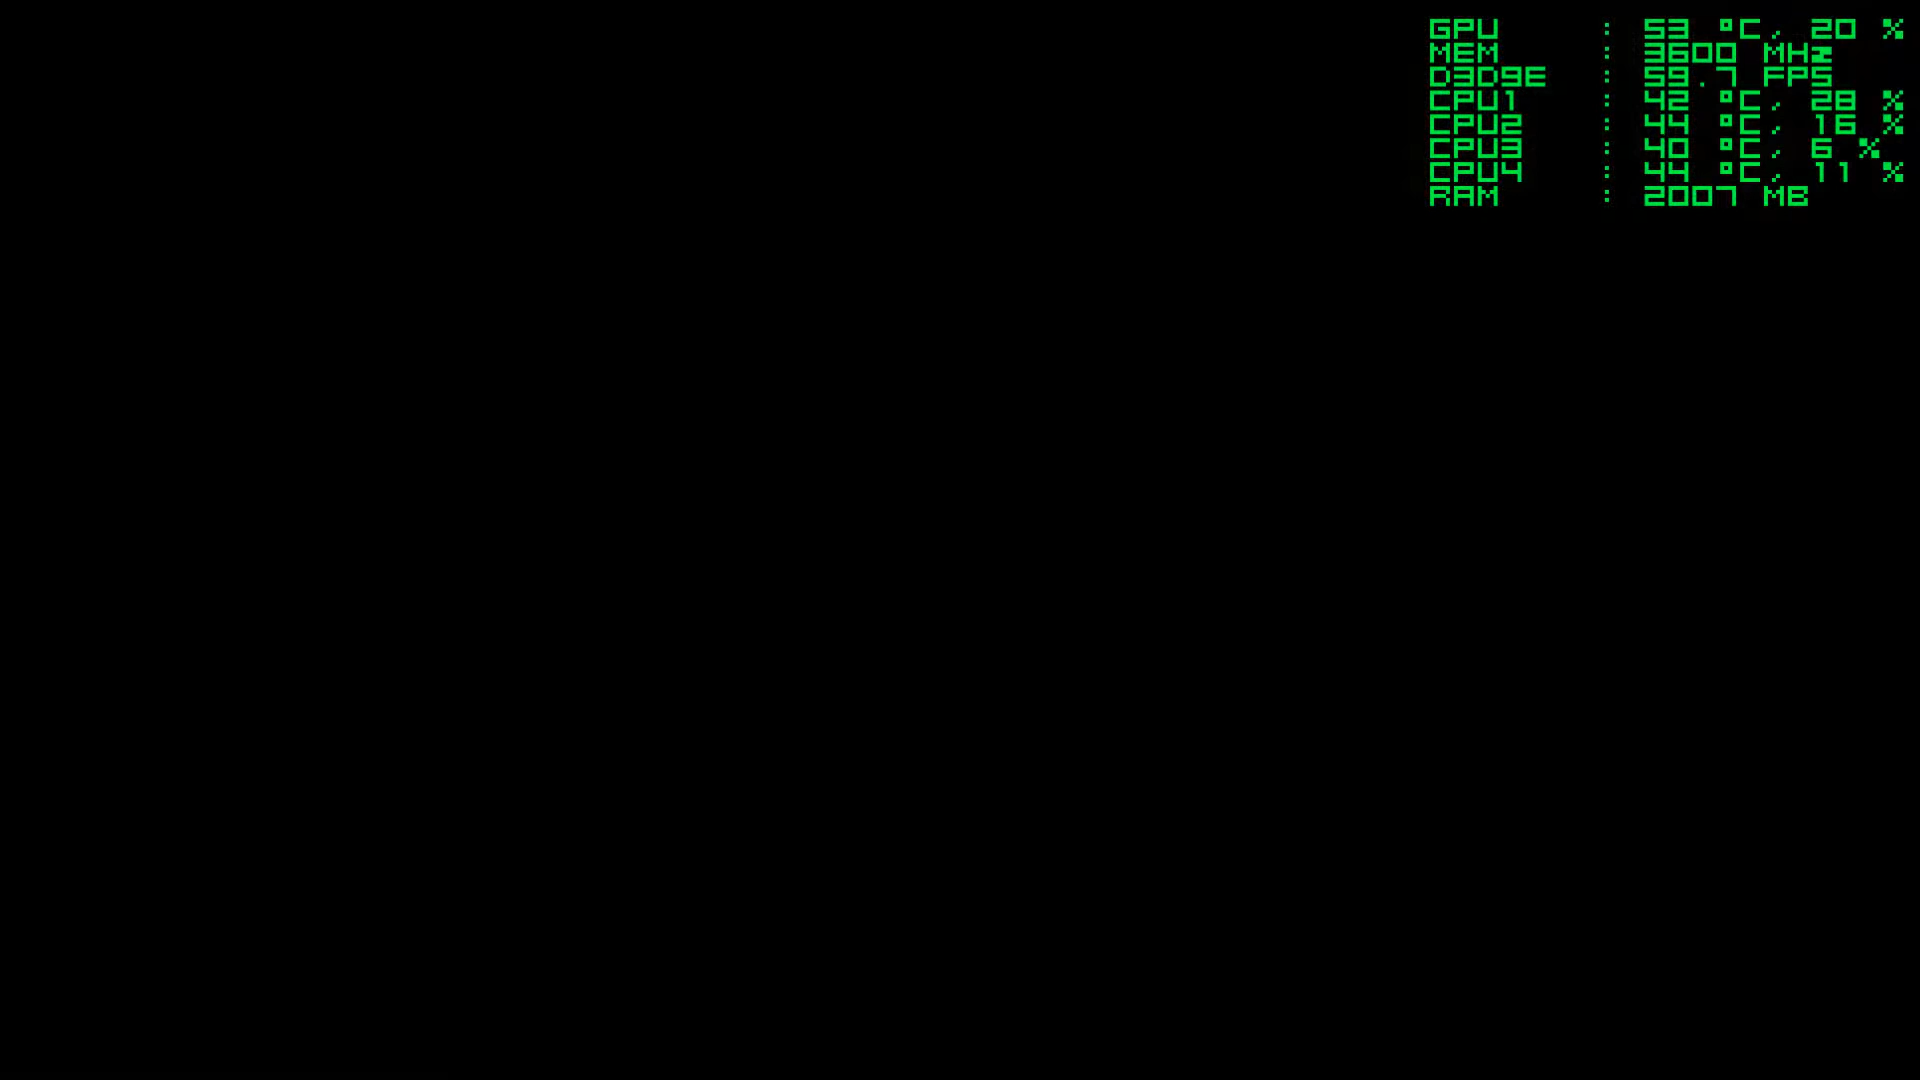 GPU : 53 °C, 20 %
MEM : 3600 MHz
D3D9E : 59.7 FPS
CPU1 : 42 °C, 28 %
CPU2 : 44 °C, 16 %
CPU3 : 40 °C, 6 %
CPU4 : 44 °C, 11 %
RAM : 2007 MB